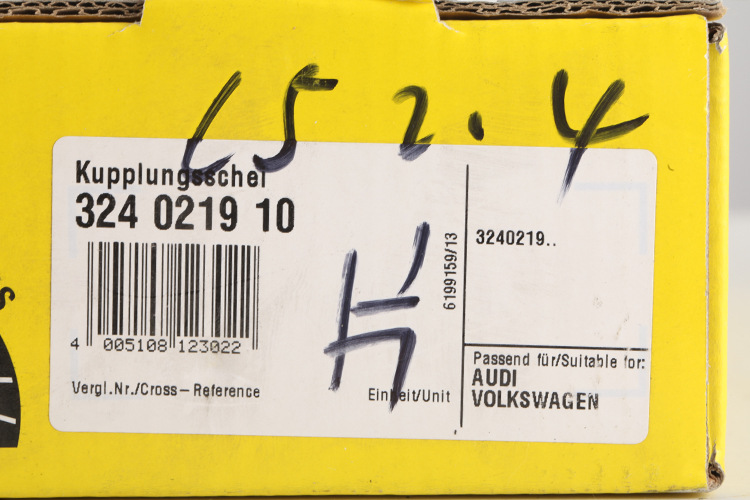 C5 2.4
Kupplungsschei
324 0219 10
4 005108 123022
Vergl.Nr./Cross-Reference
Einheit/Unit
6199159/13
3240219..
Passend für/Suitable for:
AUDI
VOLKSWAGEN